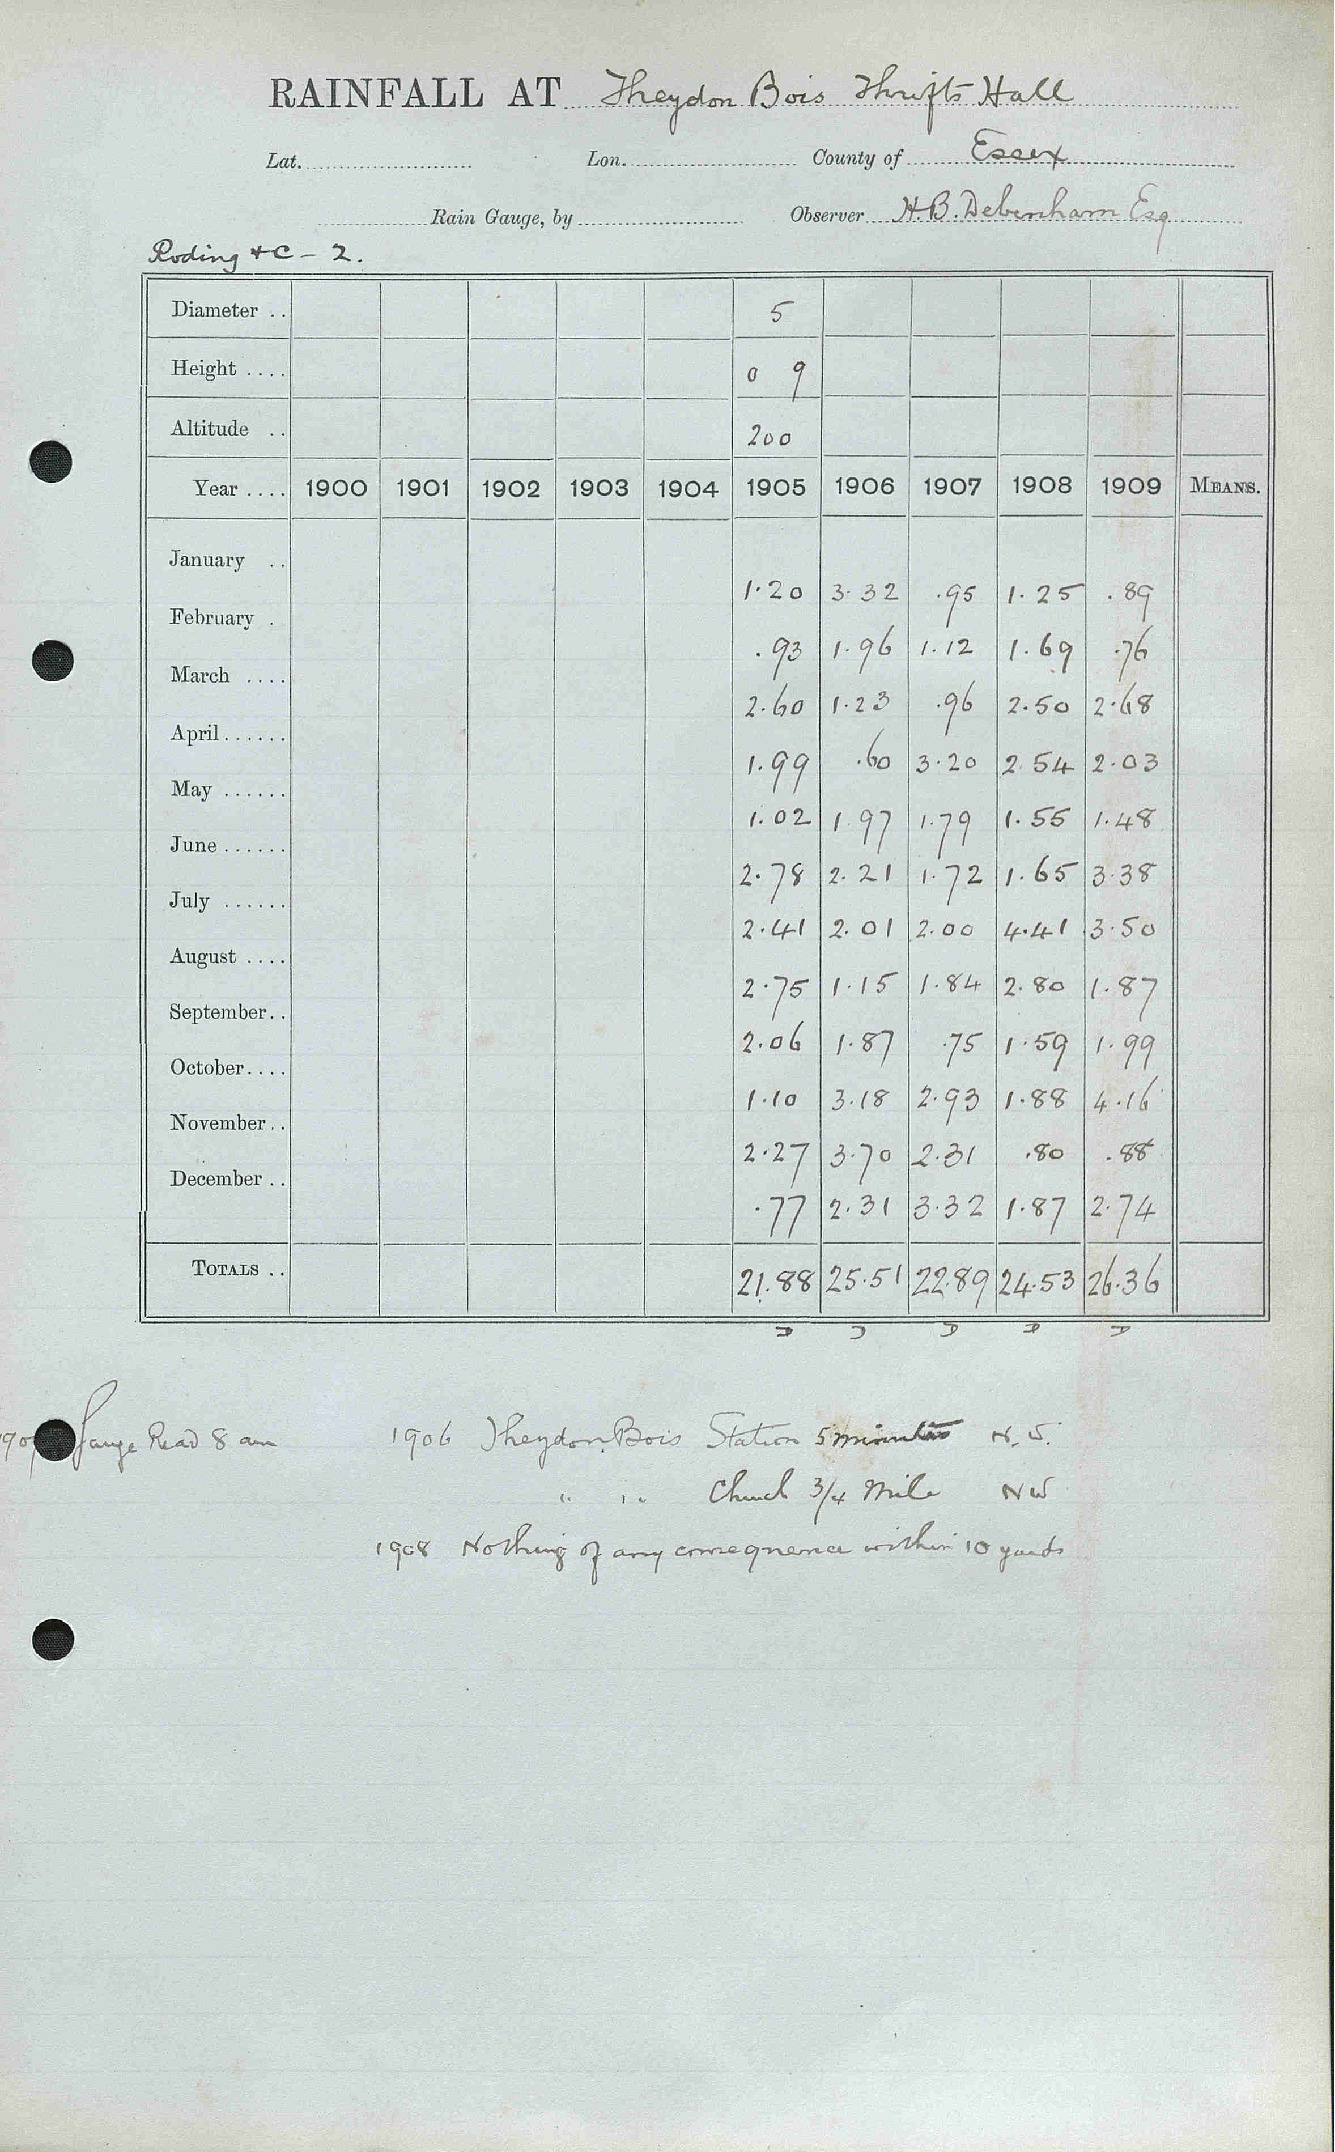 RAINFALL AT Theydon Bois Thrifts Hall
Lat. Lon. County of Essex
Rain Gauge, by Observer H.B. Debenham Esq
Roding +C - 2.
Diameter .. 5
Height .... 0 9
Altitude .. 200
Year .... 1900 1901 1902 1903 1904 1905 1906 1907 1908 1909 MEANS.
January .. 1.20 3.32 .95 1.25 .89
February . .93 1.96 1.12 1.69 .76
March .... 2.60 1.23 .96 2.50 2.68
April...... 1.99 .60 3.20 2.54 2.03
May ...... 1.02 1.97 1.79 1.55 1.48
June ...... 2.78 2.21 1.72 1.65 3.38
July ...... 2.41 2.01 2.00 4.41 3.50
August .... 2.75 1.15 1.84 2.80 1.87
September.. 2.06 1.87 .75 1.59 1.99
October.... 1.10 3.18 2.93 1.88 4.16
November.. 2.27 3.70 2.31 .80 .88
December .. .77 2.31 3.32 1.87 2.74
TOTALS .. 21.88 25.51 22.89 24.53 26.36
Gauge Read 8 am 1906 Theydon Bois Station 5 minutes N.W.
" " " Church 3/4 Mile NW
1908 Nothing of any consequence within 10 yards